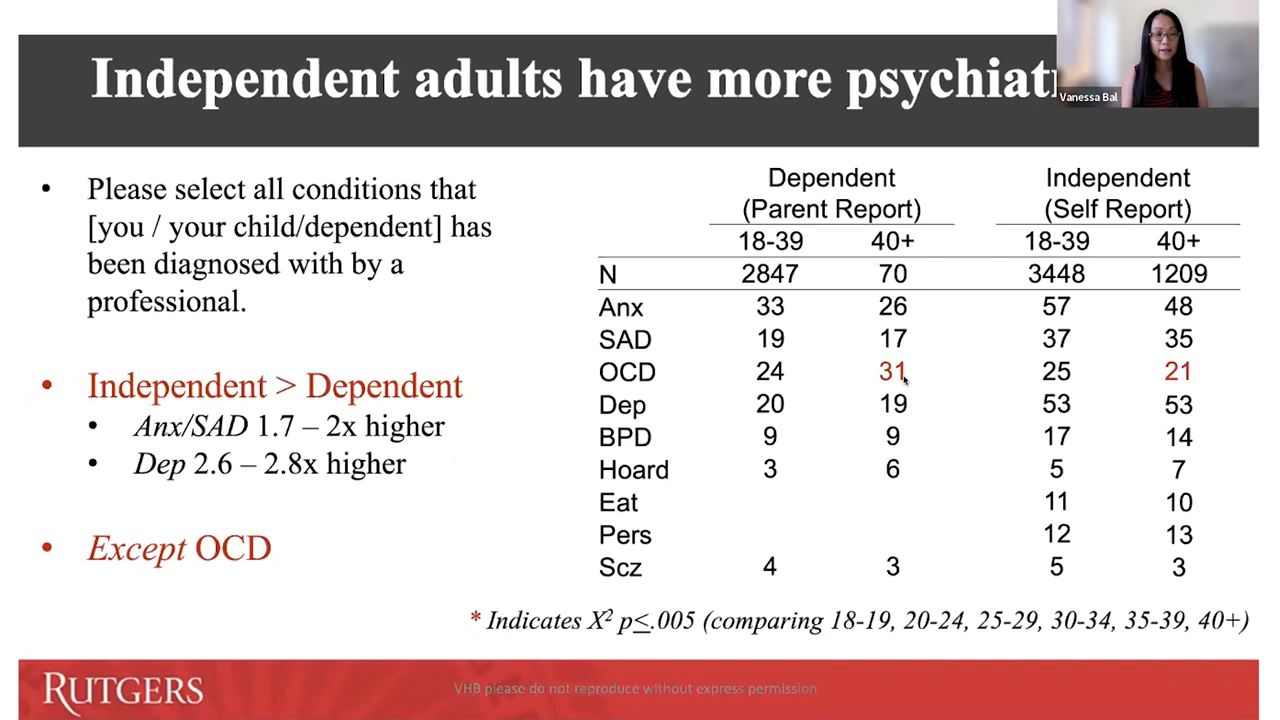 Independent adults have more psychiat
Vanessa Bal
• Please select all conditions that
[you / your child/dependent] has
been diagnosed with by a
professional.
• Independent > Dependent
• Anx/SAD 1.7 – 2x higher
• Dep 2.6 – 2.8x higher
• Except OCD
Dependent Independent
(Parent Report) (Self Report)
18-39 40+ 18-39 40+
N 2847 70 3448 1209
Anx 33 26 57 48
SAD 19 17 37 35
OCD 24 31 25 21
Dep 20 19 53 53
BPD 9 9 17 14
Hoard 3 6 5 7
Eat 11 10
Pers 12 13
Scz 4 3 5 3
* Indicates X² p≤.005 (comparing 18-19, 20-24, 25-29, 30-34, 35-39, 40+)
RUTGERS
VHB please do not reproduce without express permission